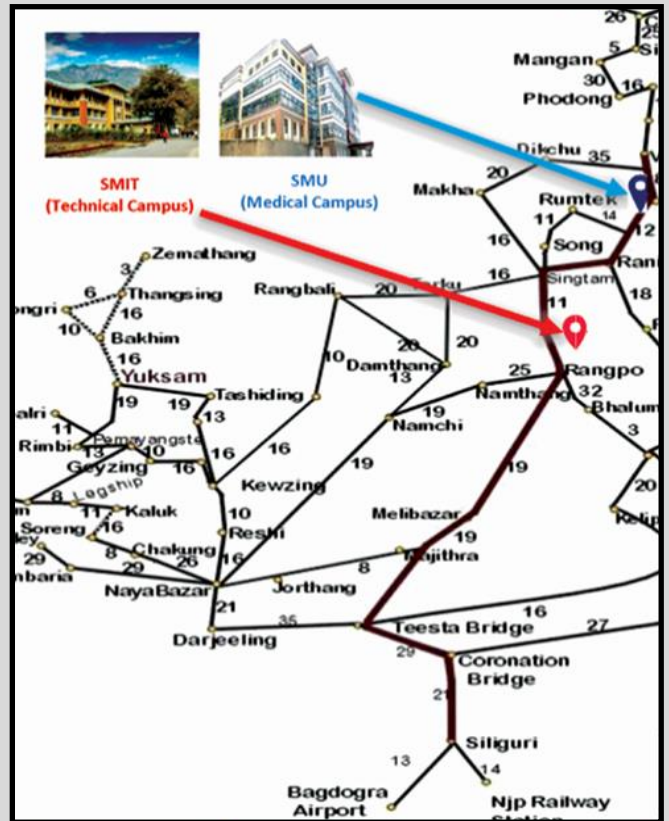 26
5
Mangan
30
16
Phodong
SMIT
(Technical Campus)
SMU
(Medical Campus)
Dikchu
35
20
Makha
Rumtek
14
11
12
Song
16
Singtam
Zemathang
3
16
Rangbali
20
Tarku
11
18
6
Thangsing
16
10
Bakhim
20
20
10
Damthang
13
16
25
Rangpo
Yuksam
Namthang
32
19
19
Tashiding
Bhalum
19
13
Namchi
11
3
Rimbi
13
Pemayangste
10
16
16
Geyzing
16
19
19
Legship
Kewzing
20
8
11
Kaluk
10
Melibazar
Soreng
16
Reshi
19
8
Chakung
16
29
26
29
8
NayaBazar
Jorthang
21
16
35
Teesta Bridge
27
Darjeeling
29
Coronation
Bridge
21
Siliguri
13
14
Bagdogra
Airport
Njp Railway